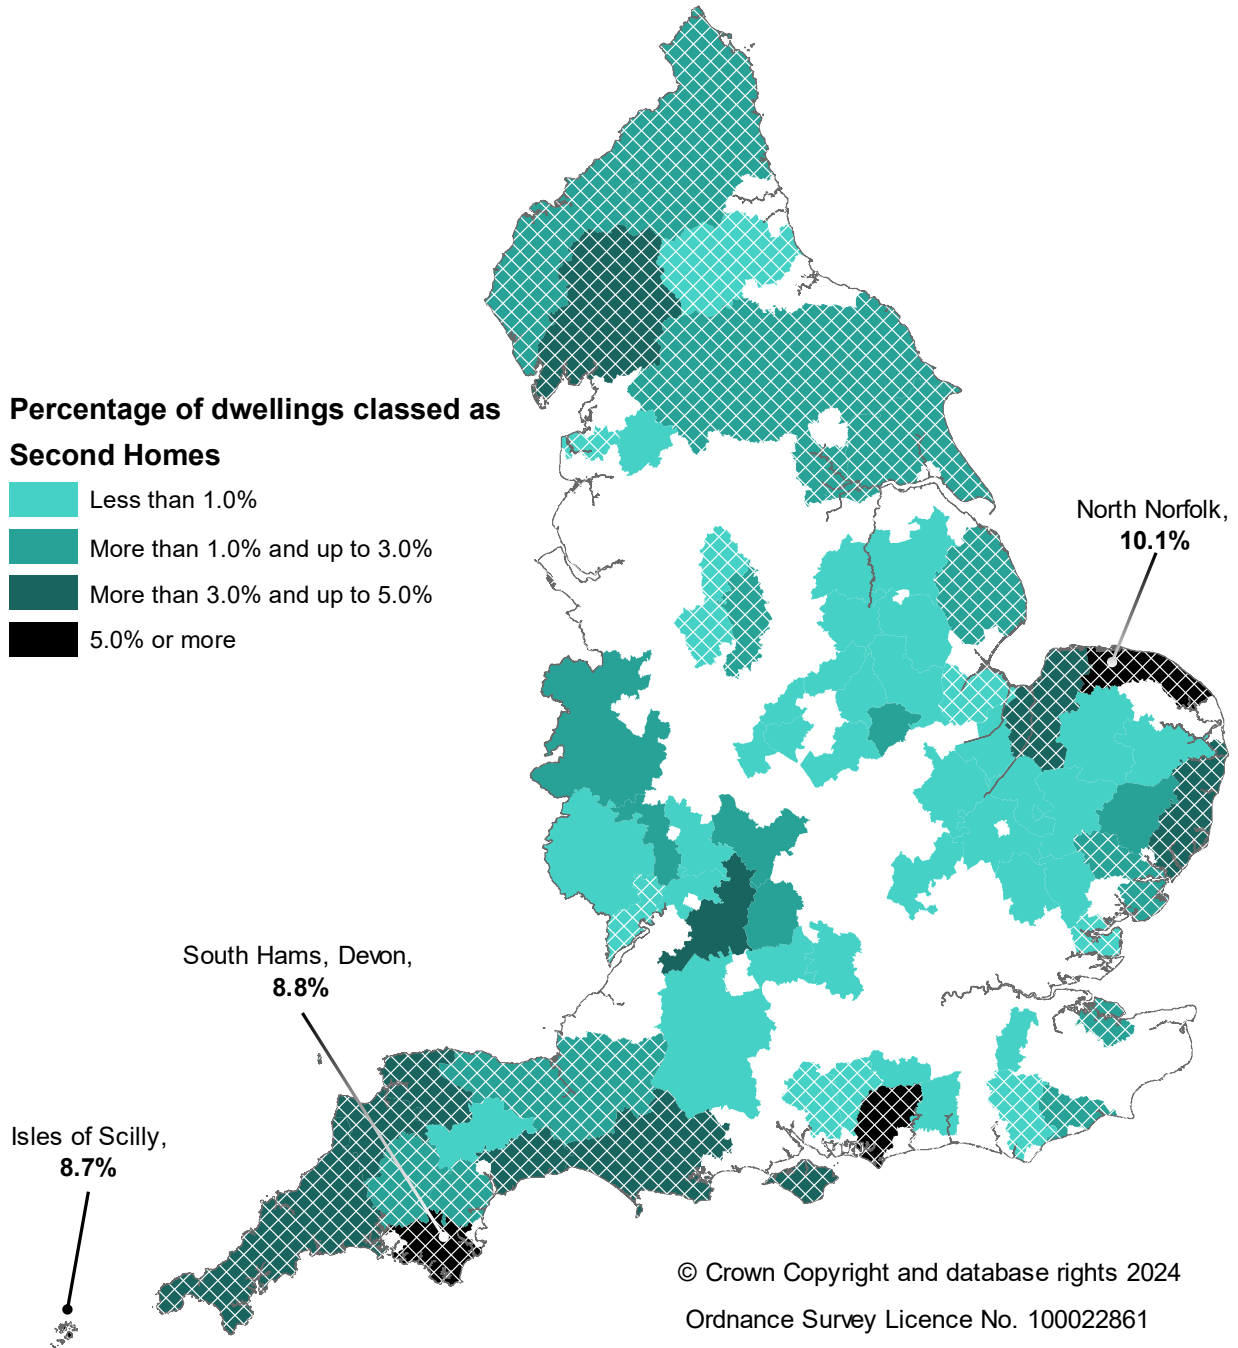 Percentage of dwellings classed as
Second Homes
Less than 1.0%
More than 1.0% and up to 3.0%
More than 3.0% and up to 5.0%
5.0% or more
North Norfolk,
10.1%
South Hams, Devon,
8.8%
Isles of Scilly,
8.7%
© Crown Copyright and database rights 2024
Ordnance Survey Licence No. 100022861